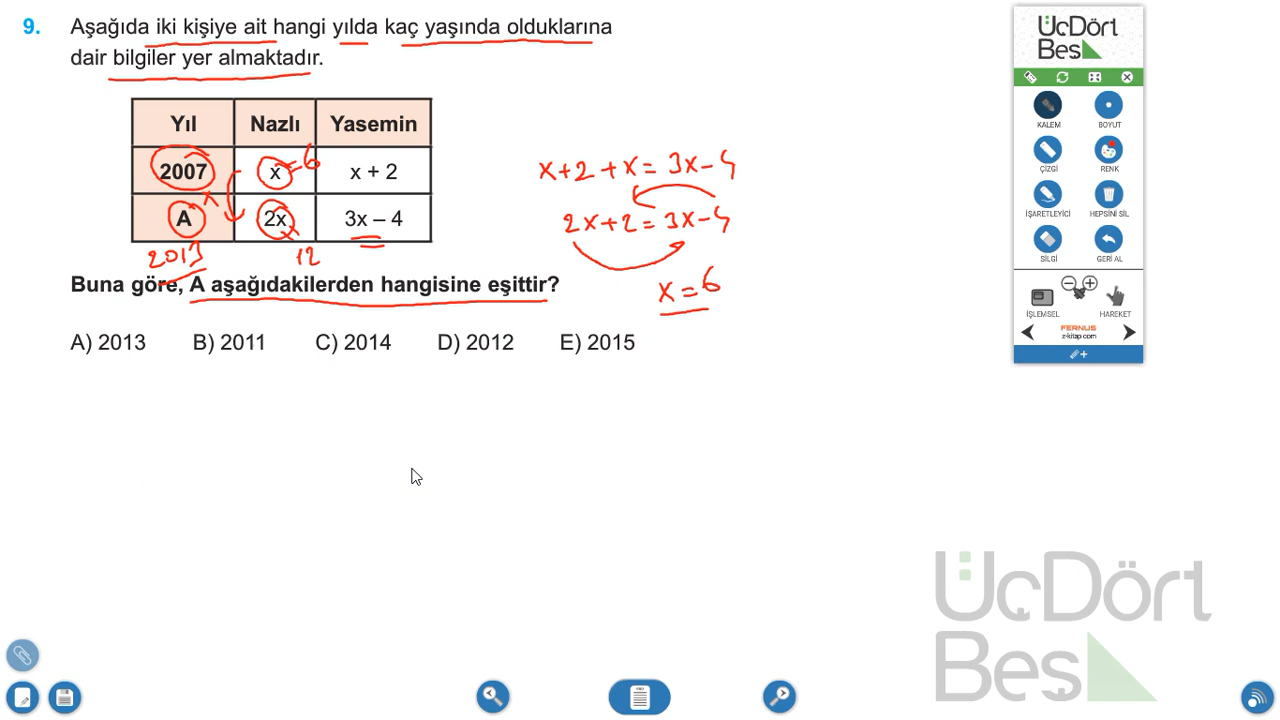 9. Aşağıda iki kişiye ait hangi yılda kaç yaşında olduklarına
dair bilgiler yer almaktadır.
Yıl Nazlı Yasemin
2007 x =6 x + 2
x
A 2x 3x – 4
2013 12
x+2+x=3x-4
2x+2=3x-4
x=6
Buna göre, A aşağıdakilerden hangisine eşittir?
A) 2013 B) 2011 C) 2014 D) 2012 E) 2015
ÜçDört
Beş
KALEM BOYUT
ÇİZGİ RENK
İŞARETLEYİCİ HEPSİNİ SİL
SİLGİ GERİ AL
İŞLEMSEL HAREKET
FERNUS
z-kitap.com
ÜçDört
Beş